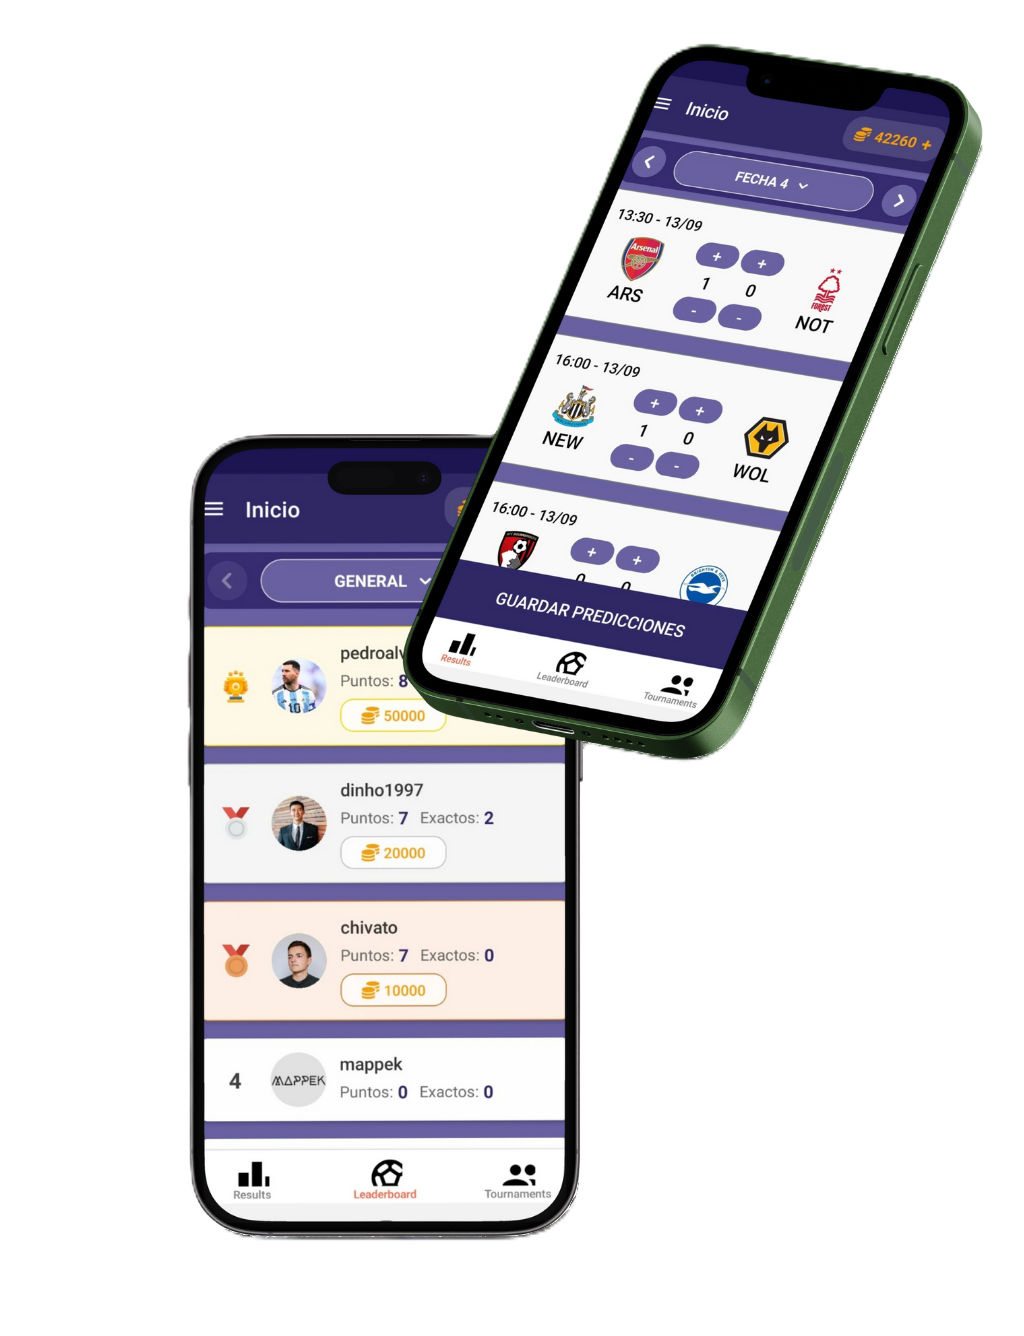 Inicio
42260 +
FECHA 4
13:30 - 13/09
Arsenal
+ +
1 0
- -
ARS
FOREST
NOT
16:00 - 13/09
+ +
1 0
- -
NEW
WOL
16:00 - 13/09
+ +
0 0
GUARDAR PREDICCIONES
Results
Leaderboard
Tournaments
Inicio
GENERAL
pedroalv
Puntos: 8
10
50000
dinho1997
Puntos: 7 Exactos: 2
20000
chivato
Puntos: 7 Exactos: 0
10000
4
MAPPEK
mappek
Puntos: 0 Exactos: 0
Results
Leaderboard
Tournaments